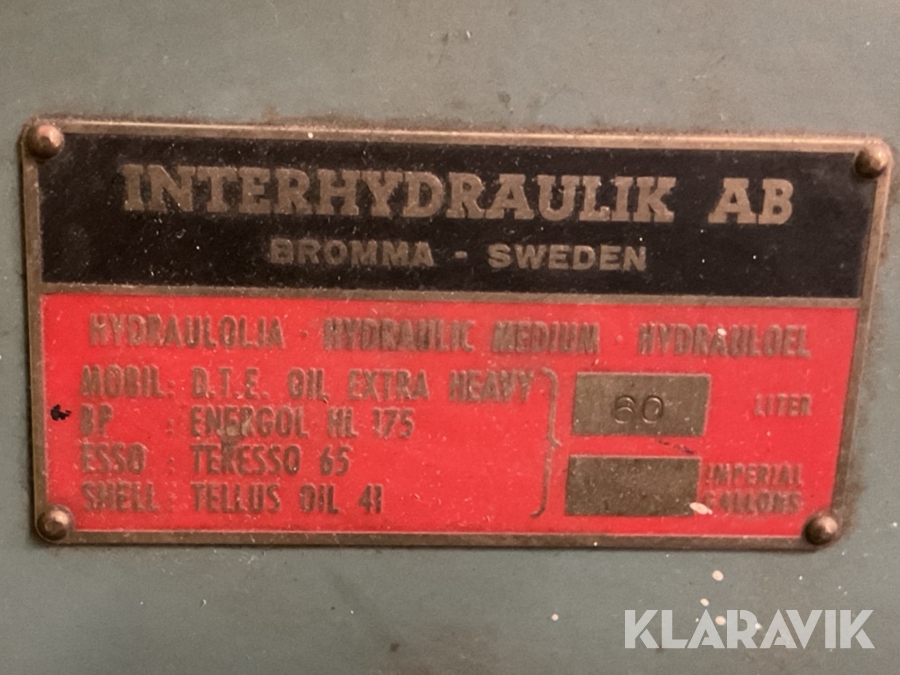 INTERHYDRAULIK AB
BROMMA - SWEDEN
HYDRAULOLJA · HYDRAULIC MEDIUM · HYDRAULOEL
MOBIL: D.T.E. OIL EXTRA HEAVY
BP : ENERGOL HL 175
ESSO : TERESSO 65
SHELL: TELLUS OIL 41
60 LITER
IMPERIAL
GALLONS
KLARAVIK